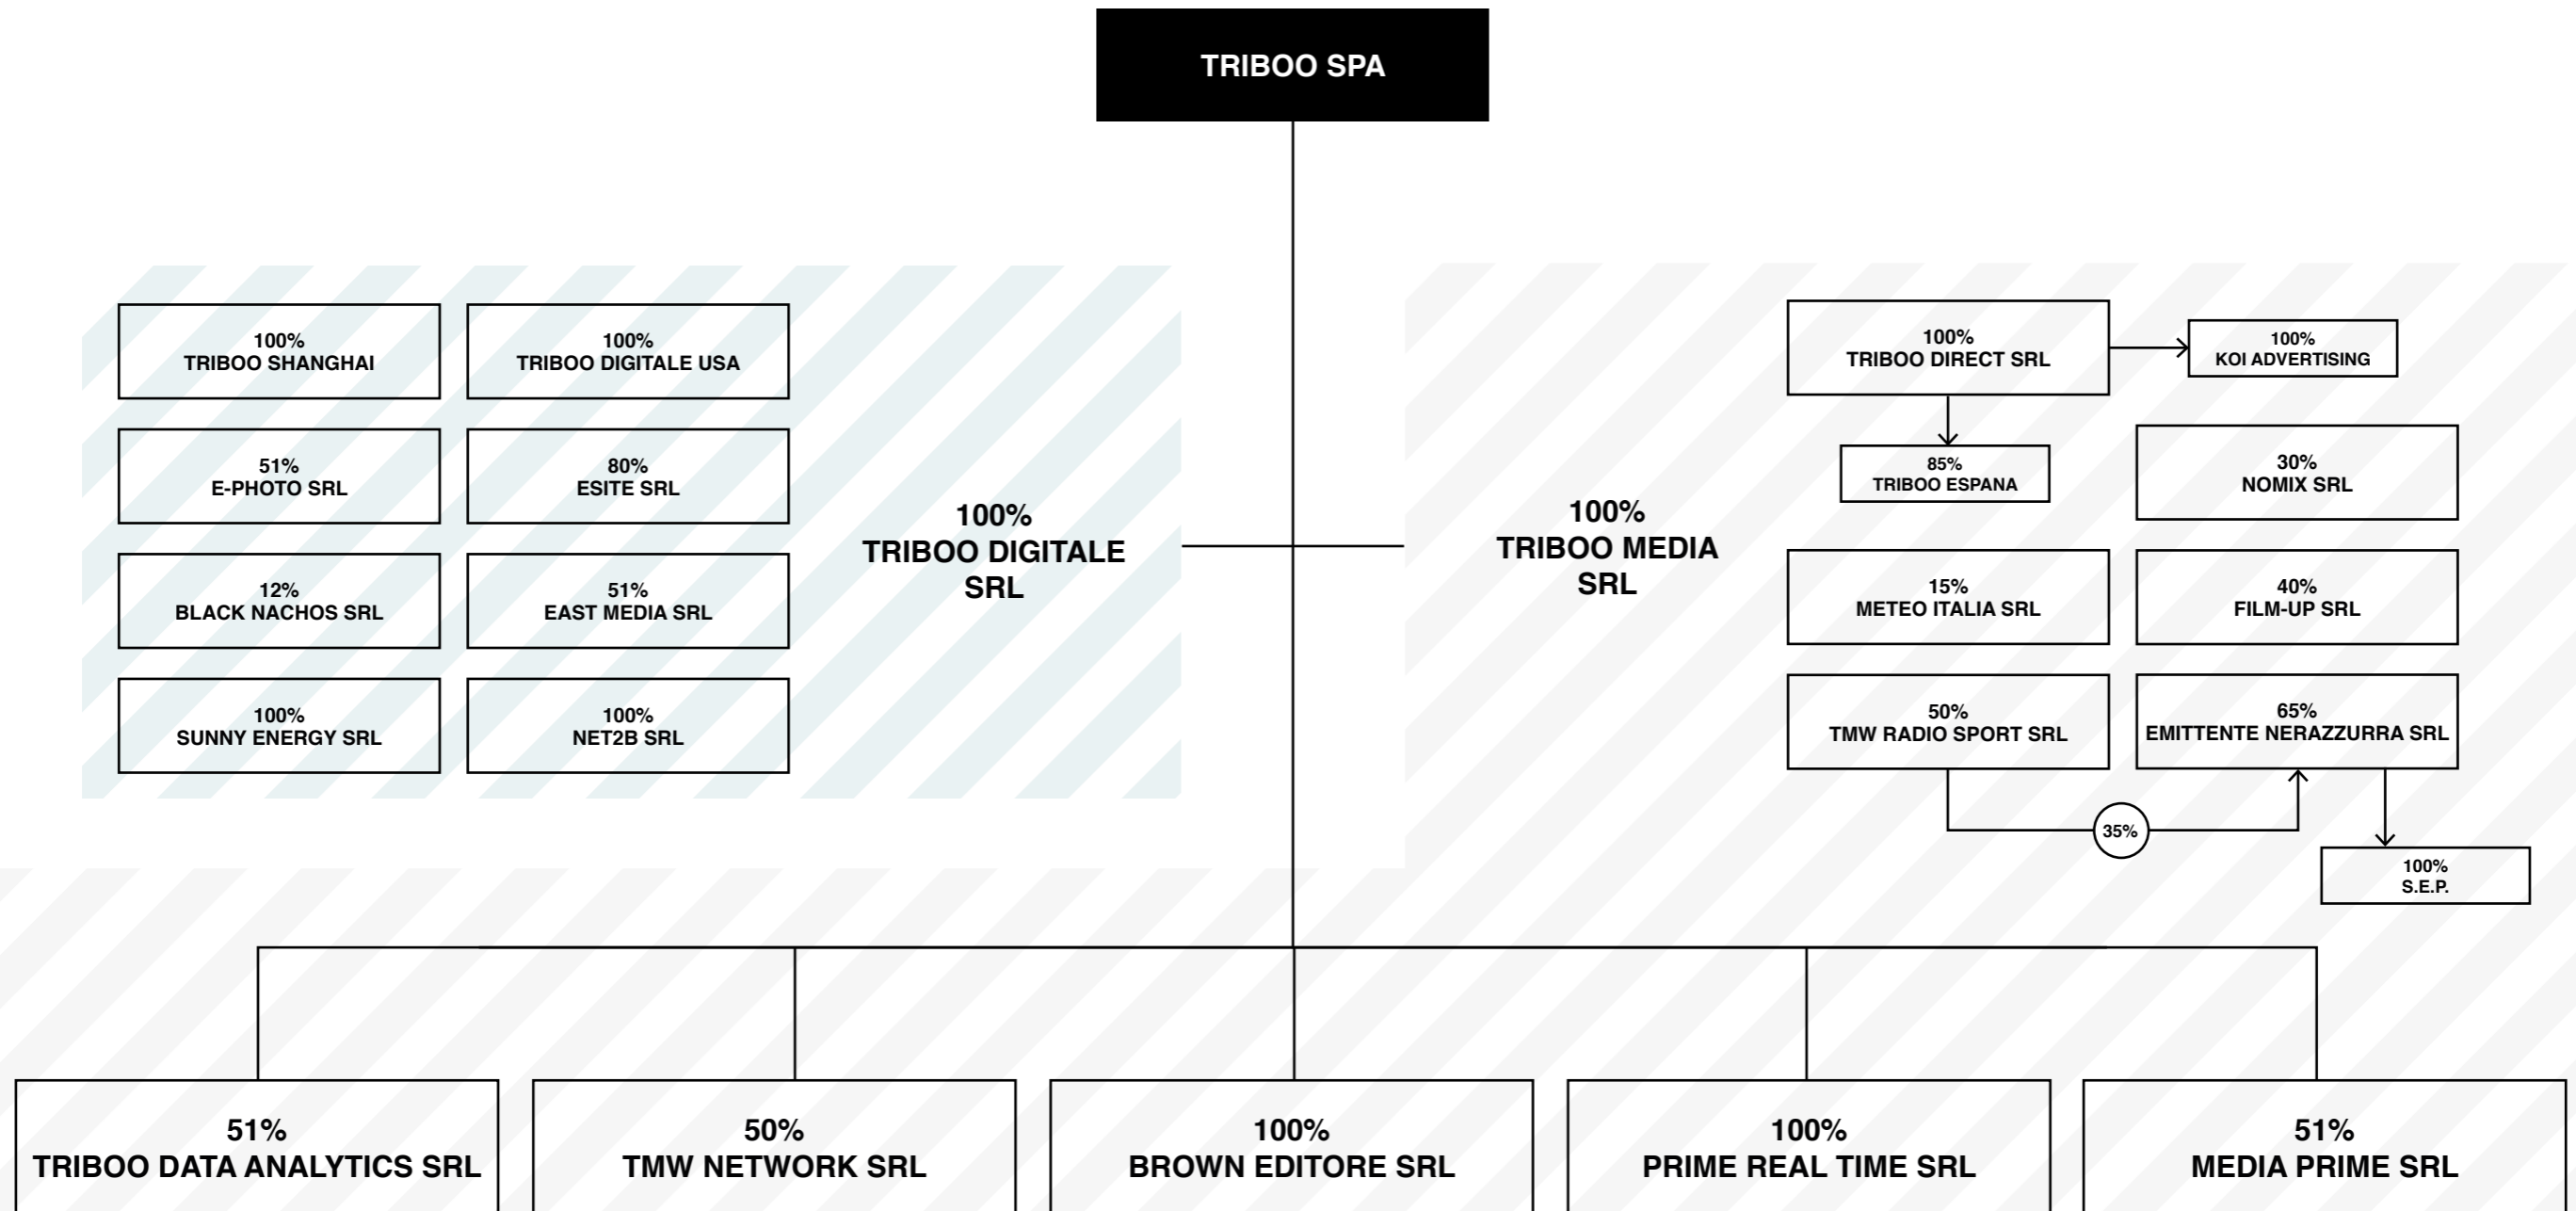 TRIBOO SPA
100%
TRIBOO SHANGHAI
100%
TRIBOO DIGITALE USA
51%
E-PHOTO SRL
80%
ESITE SRL
12%
BLACK NACHOS SRL
51%
EAST MEDIA SRL
100%
SUNNY ENERGY SRL
100%
NET2B SRL
100%
TRIBOO DIGITALE
SRL
100%
TRIBOO MEDIA
SRL
100%
TRIBOO DIRECT SRL
100%
KOI ADVERTISING
85%
TRIBOO ESPANA
30%
NOMIX SRL
15%
METEO ITALIA SRL
40%
FILM-UP SRL
50%
TMW RADIO SPORT SRL
65%
EMITTENTE NERAZZURRA SRL
35%
100%
S.E.P.
51%
TRIBOO DATA ANALYTICS SRL
50%
TMW NETWORK SRL
100%
BROWN EDITORE SRL
100%
PRIME REAL TIME SRL
51%
MEDIA PRIME SRL